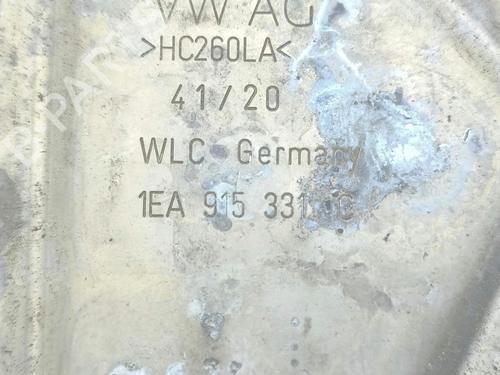 VW AG
>HC260LA<
41/20
WLC Germany
1EA 915 331 C